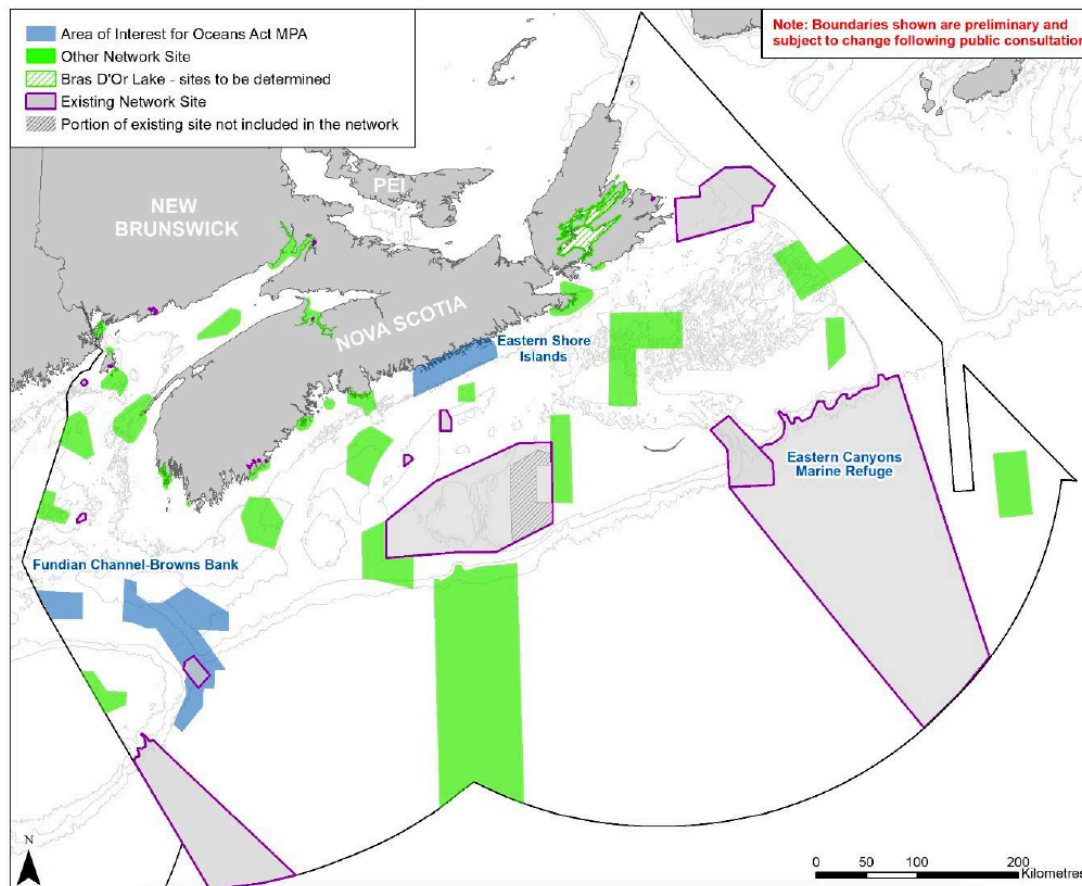 Area of Interest for Oceans Act MPA
Other Network Site
Bras D'Or Lake - sites to be determined
Existing Network Site
Portion of existing site not included in the network
Note: Boundaries shown are preliminary and
subject to change following public consultation
PEI
NEW
BRUNSWICK
NOVA SCOTIA
Eastern Shore
Islands
Eastern Canyons
Marine Refuge
Fundian Channel-Browns Bank
N
0 50 100 200
Kilometres